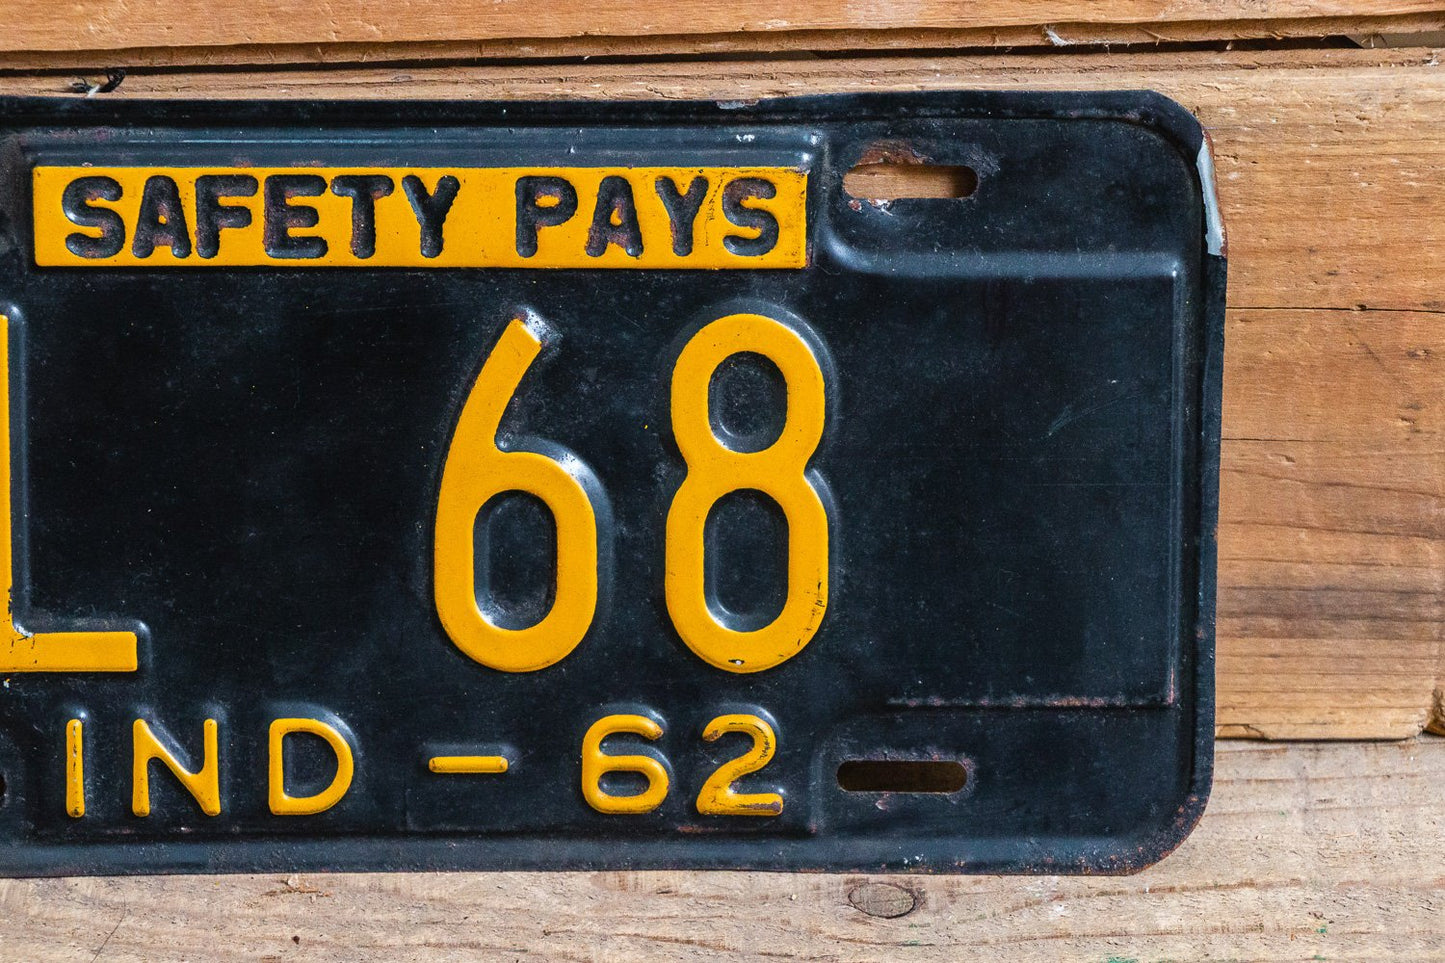 SAFETY PAYS
L 68
IND - 62